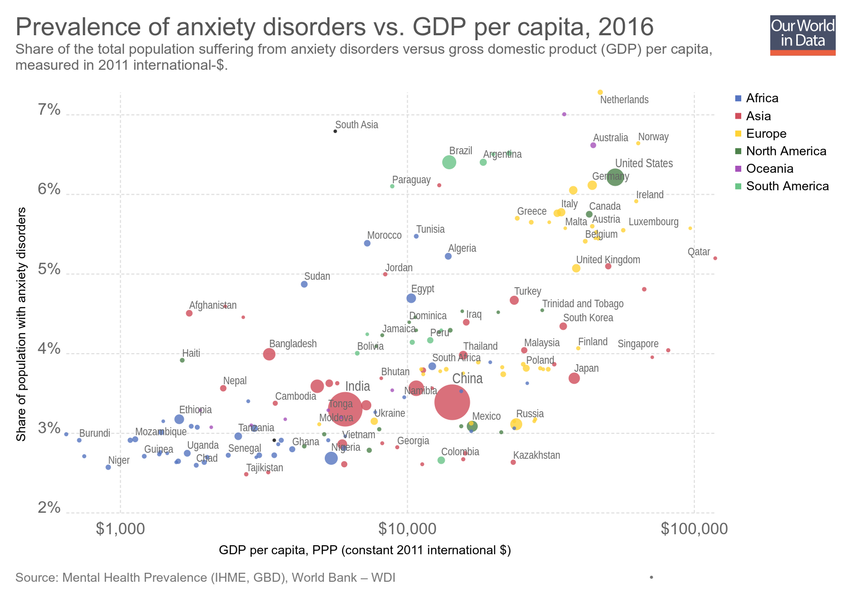 Prevalence of anxiety disorders vs. GDP per capita, 2016
Our World
in Data
Share of the total population suffering from anxiety disorders versus gross domestic product (GDP) per capita,
measured in 2011 international-$.
7%
6%
5%
4%
3%
2%
Share of population with anxiety disorders
Netherlands
South Asia
Australia
Norway
Brazil
Argentina
United States
Paraguay
Germany
Ireland
Greece
Italy
Canada
Malta
Austria
Luxembourg
Belgium
Morocco
Tunisia
Algeria
Qatar
Jordan
United Kingdom
Sudan
Egypt
Turkey
Afghanistan
Trinidad and Tobago
Dominica
Iraq
South Korea
Jamaica
Peru
Bangladesh
Bolivia
Thailand
Malaysia
Finland
Singapore
Haiti
South Africa
Poland
Bhutan
Japan
Nepal
India
China
Namibia
Cambodia
Tonga
Ethiopia
Moldova
Ukraine
Mexico
Russia
Burundi
Mozambique
Tanzania
Vietnam
Ghana
Georgia
Guinea
Uganda
Senegal
Nigeria
Colombia
Niger
Chad
Kazakhstan
Tajikistan
Africa
Asia
Europe
North America
Oceania
South America
$1,000
$10,000
$100,000
GDP per capita, PPP (constant 2011 international $)
Source: Mental Health Prevalence (IHME, GBD), World Bank – WDI